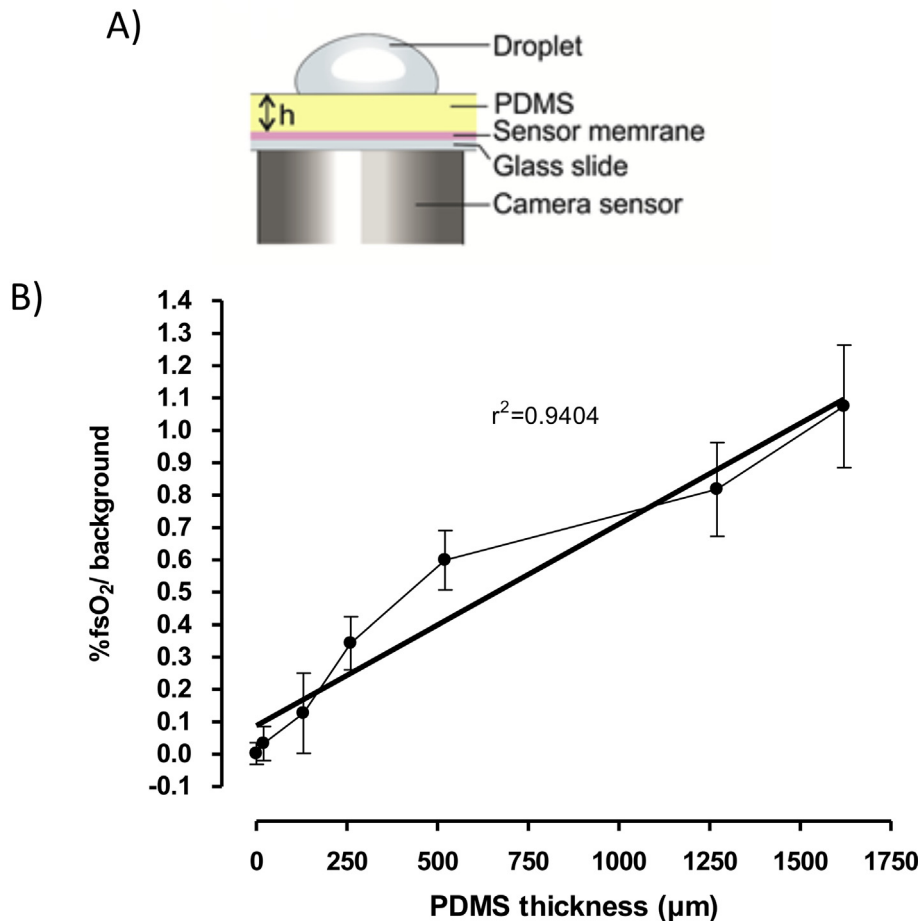 A)
Droplet
h
PDMS
Sensor memrane
Glass slide
Camera sensor
B)
1.4
1.3
1.2
1.1
1.0
0.9
0.8
0.7
0.6
0.5
0.4
0.3
0.2
0.1
0.0
-0.1
%fsO2/ background
r2=0.9404
0 250 500 750 1000 1250 1500 1750
PDMS thickness (µm)